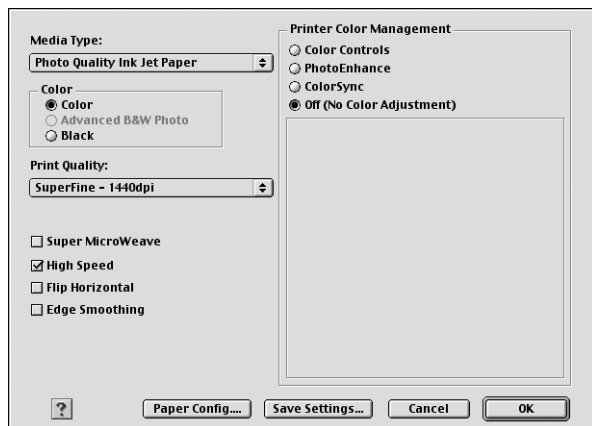 Media Type:
Photo Quality Ink Jet Paper
Color
Color
Advanced B&W Photo
Black
Print Quality:
SuperFine - 1440dpi
Super MicroWeave
High Speed
Flip Horizontal
Edge Smoothing
Printer Color Management
Color Controls
PhotoEnhance
ColorSync
Off (No Color Adjustment)
?
Paper Config....
Save Settings...
Cancel
OK